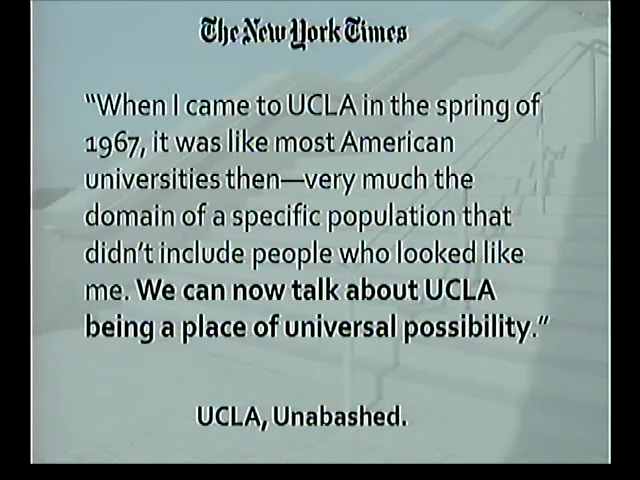 The New York Times
“When I came to UCLA in the spring of
1967, it was like most American
universities then—very much the
domain of a specific population that
didn’t include people who looked like
me. We can now talk about UCLA
being a place of universal possibility.”
UCLA, Unabashed.